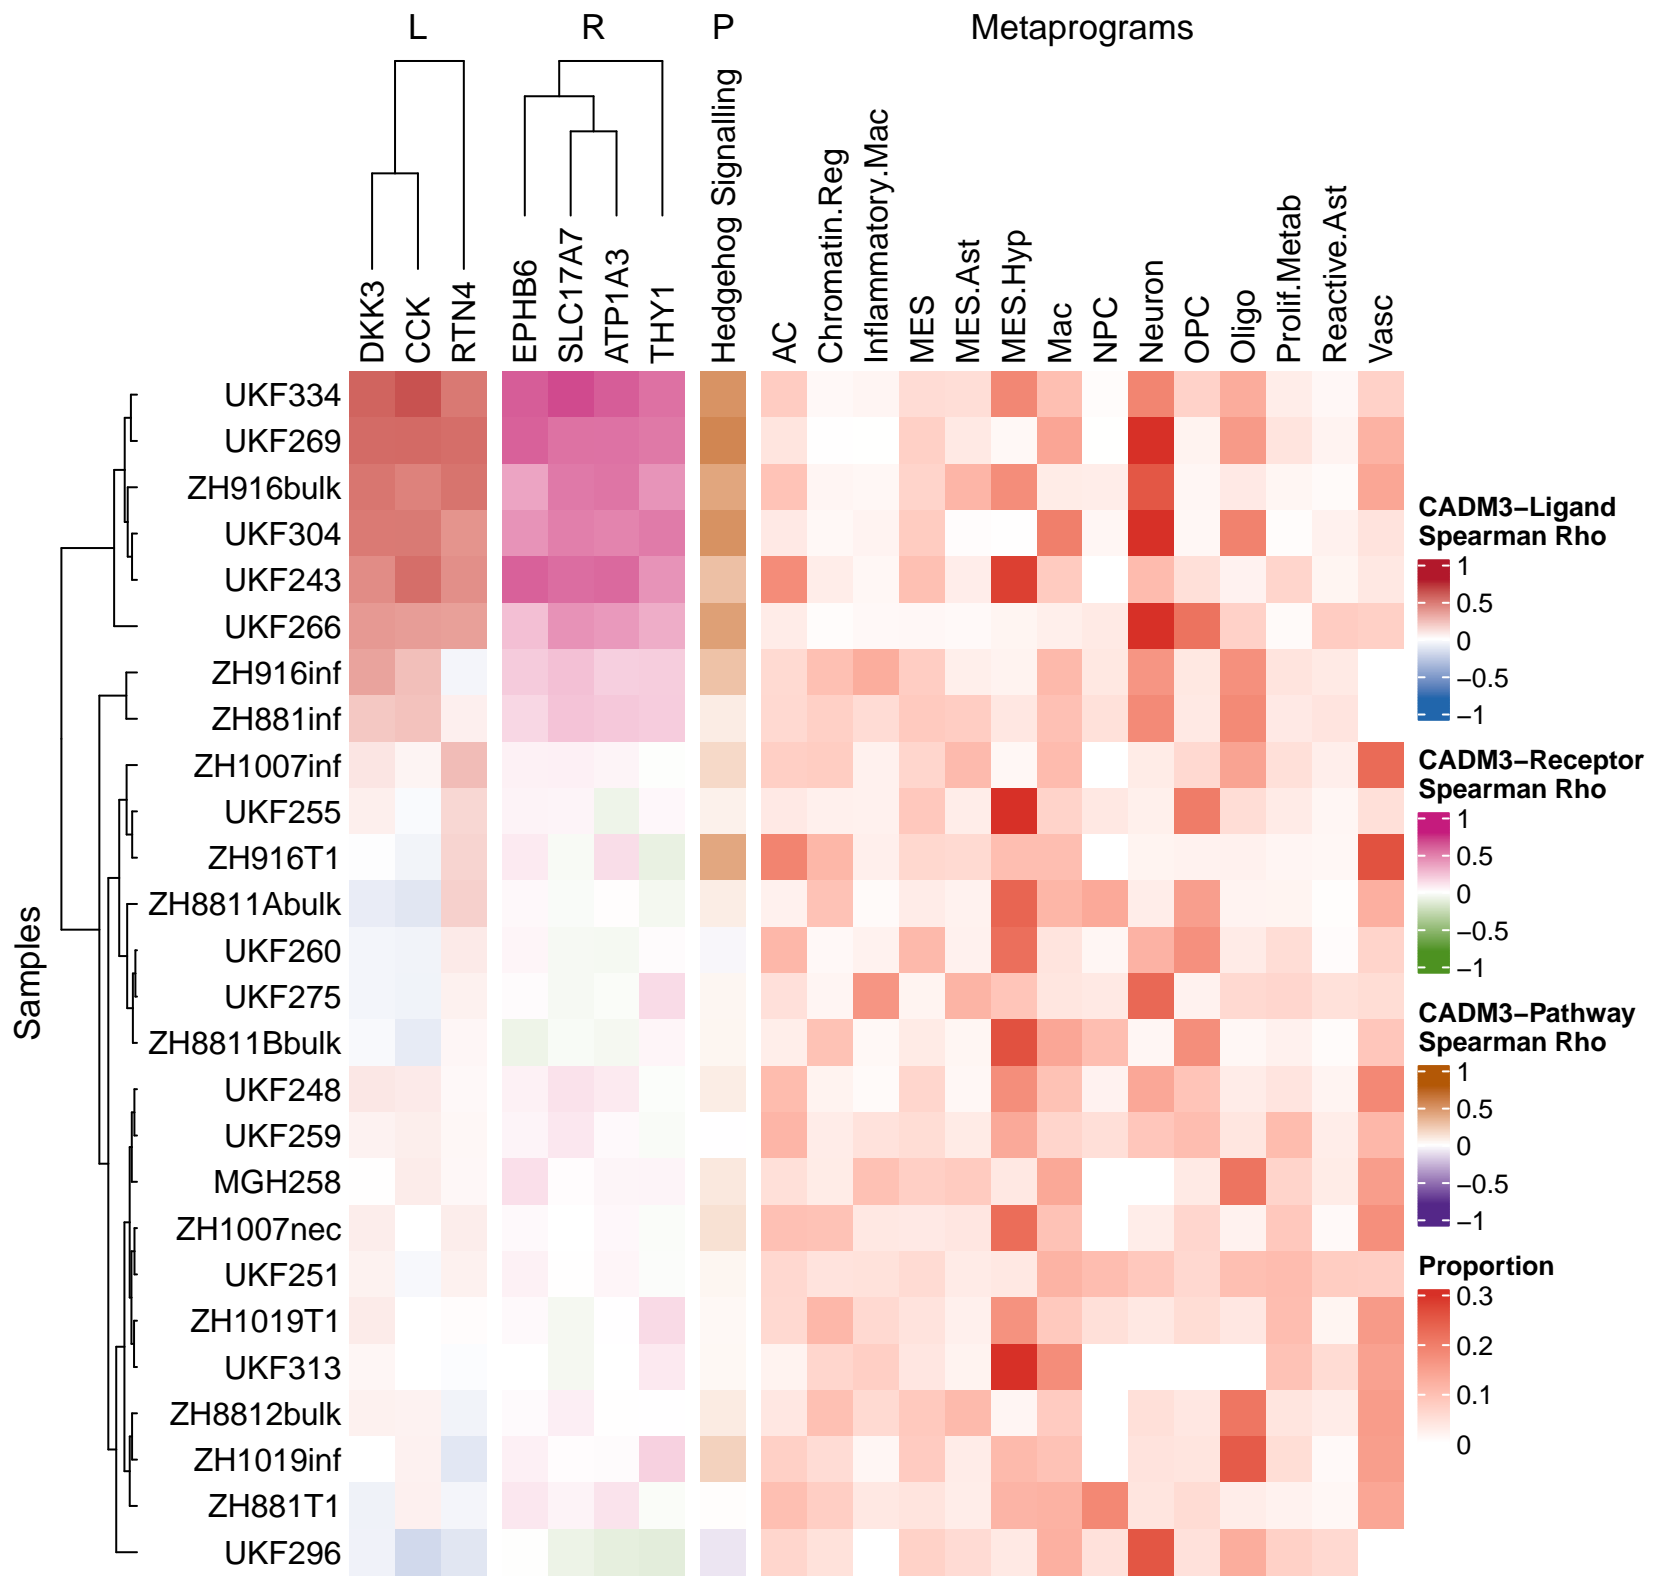 L R P Metaprograms
DKK3
CCK
RTN4
EPHB6
SLC17A7
ATP1A3
THY1
Hedgehog Signalling
AC
Chromatin.Reg
Inflammatory.Mac
MES
MES.Ast
MES.Hyp
Mac
NPC
Neuron
OPC
Oligo
Prolif.Metab
Reactive.Ast
Vasc
Samples
UKF334
UKF269
ZH916bulk
UKF304
UKF243
UKF266
ZH916inf
ZH881inf
ZH1007inf
UKF255
ZH916T1
ZH8811Abulk
UKF260
UKF275
ZH8811Bbulk
UKF248
UKF259
MGH258
ZH1007nec
UKF251
ZH1019T1
UKF313
ZH8812bulk
ZH1019inf
ZH881T1
UKF296
CADM3−Ligand
Spearman Rho
1
0.5
0
−0.5
−1
CADM3−Receptor
Spearman Rho
1
0.5
0
−0.5
−1
CADM3−Pathway
Spearman Rho
1
0.5
0
−0.5
−1
Proportion
0.3
0.2
0.1
0